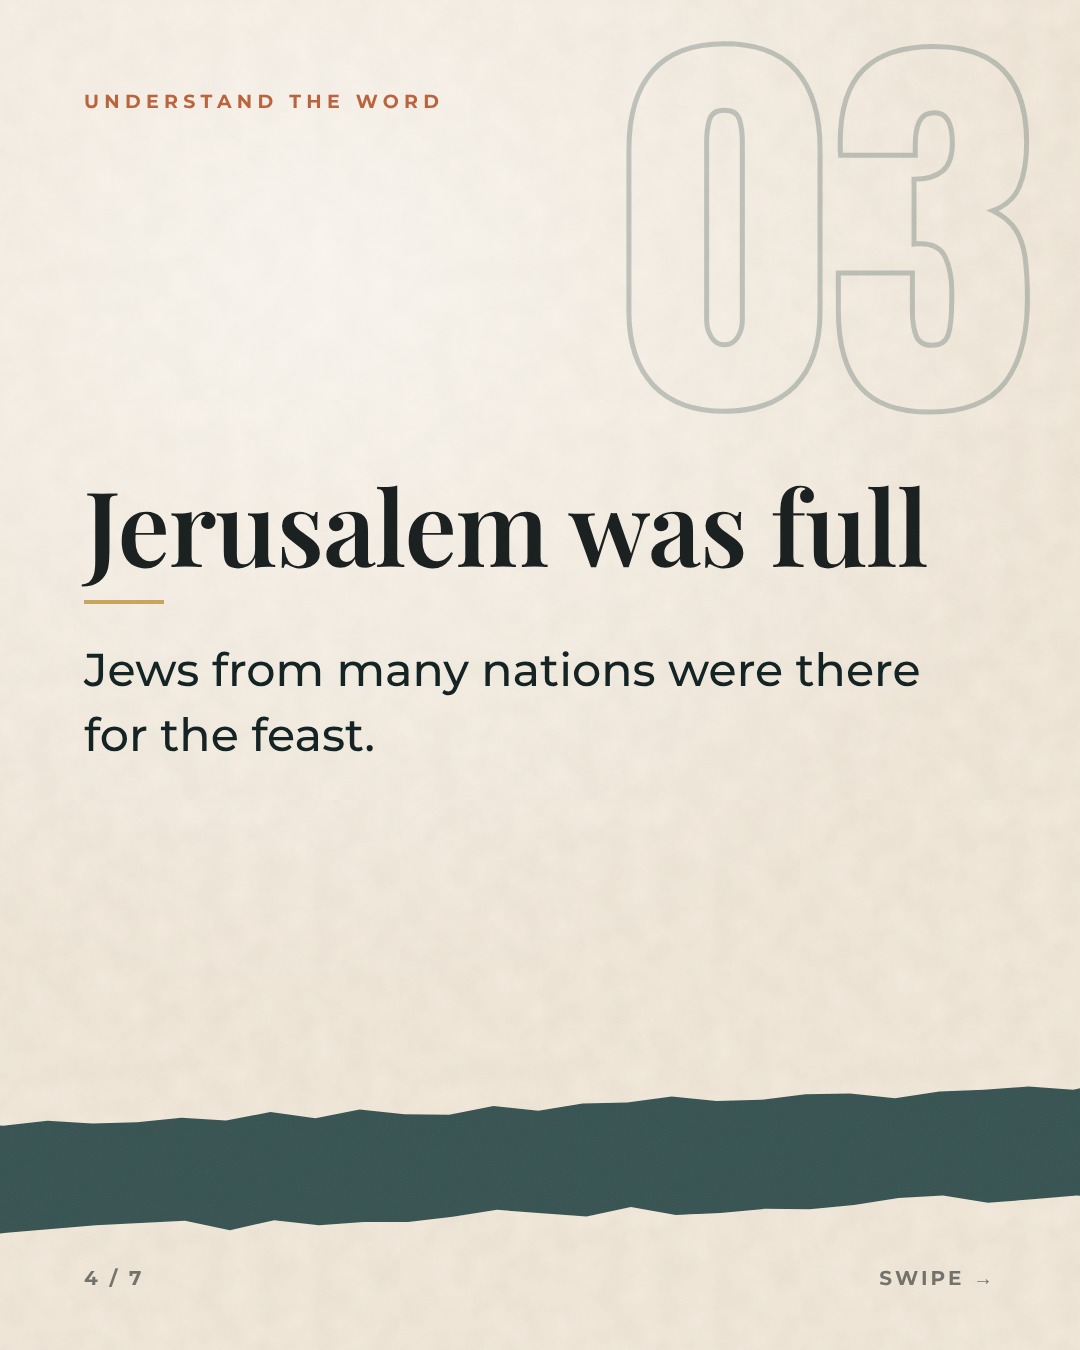 UNDERSTAND THE WORD
03
Jerusalem was full
Jews from many nations were there
for the feast.
4 / 7
SWIPE →